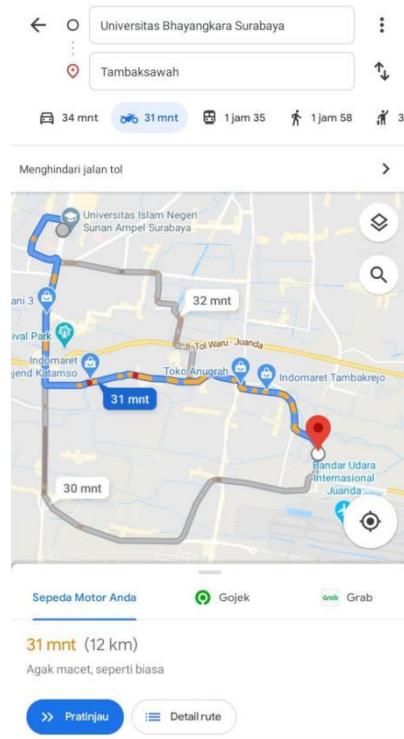 Universitas Bhayangkara Surabaya
Tambaksawah
34 mnt
31 mnt
1 jam 35
1 jam 58
3
Menghindari jalan tol
Universitas Islam Negeri
Sunan Ampel Surabaya
ani 3
32 mnt
ival Park
Jl. Tol Waru - Juanda
Indomaret
jend Katamso
Toko Anugrah
Indomaret Tambakrejo
31 mnt
Bandar Udara
Internasional
Juanda
30 mnt
Sepeda Motor Anda
Gojek
Grab
Grab
31 mnt (12 km)
Agak macet, seperti biasa
Pratinjau
Detail rute